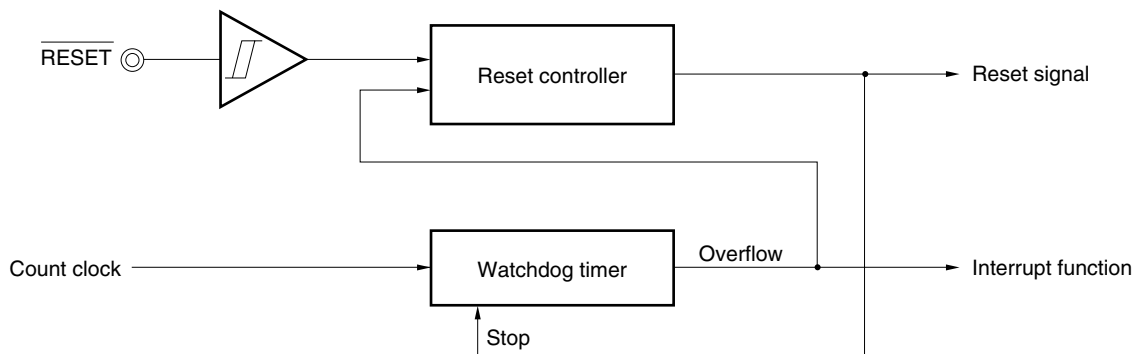 RESET
Reset controller
Reset signal
Count clock
Watchdog timer
Overflow
Interrupt function
Stop